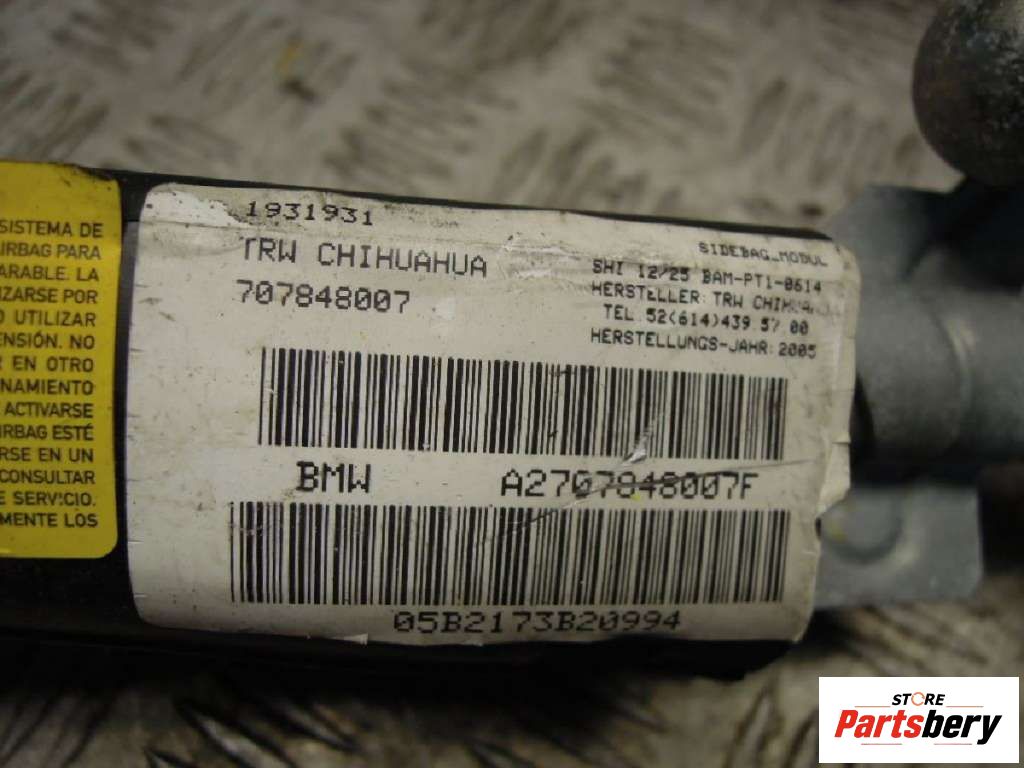 SISTEMA DE
IRBAG PARA
PARABLE. LA
IZARSE POR
O UTILIZAR
ENSIÓN. NO
R EN OTRO
NAMIENTO
ACTIVARSE
IRBAG ESTÉ
RSE EN UN
CONSULTAR
E SERVICIO.
MENTE LOS
1931931
TRW CHIHUAHUA
707848007
SIDEBAG_MODUL
SHI 12/25 BAM-PT1-0614
HERSTELLER: TRW CHIHUA
TEL.52(614)439 57 00
HERSTELLUNGS-JAHR: 2005
BMW A2707848007F
05B2173B20994
STORE
Partsbery